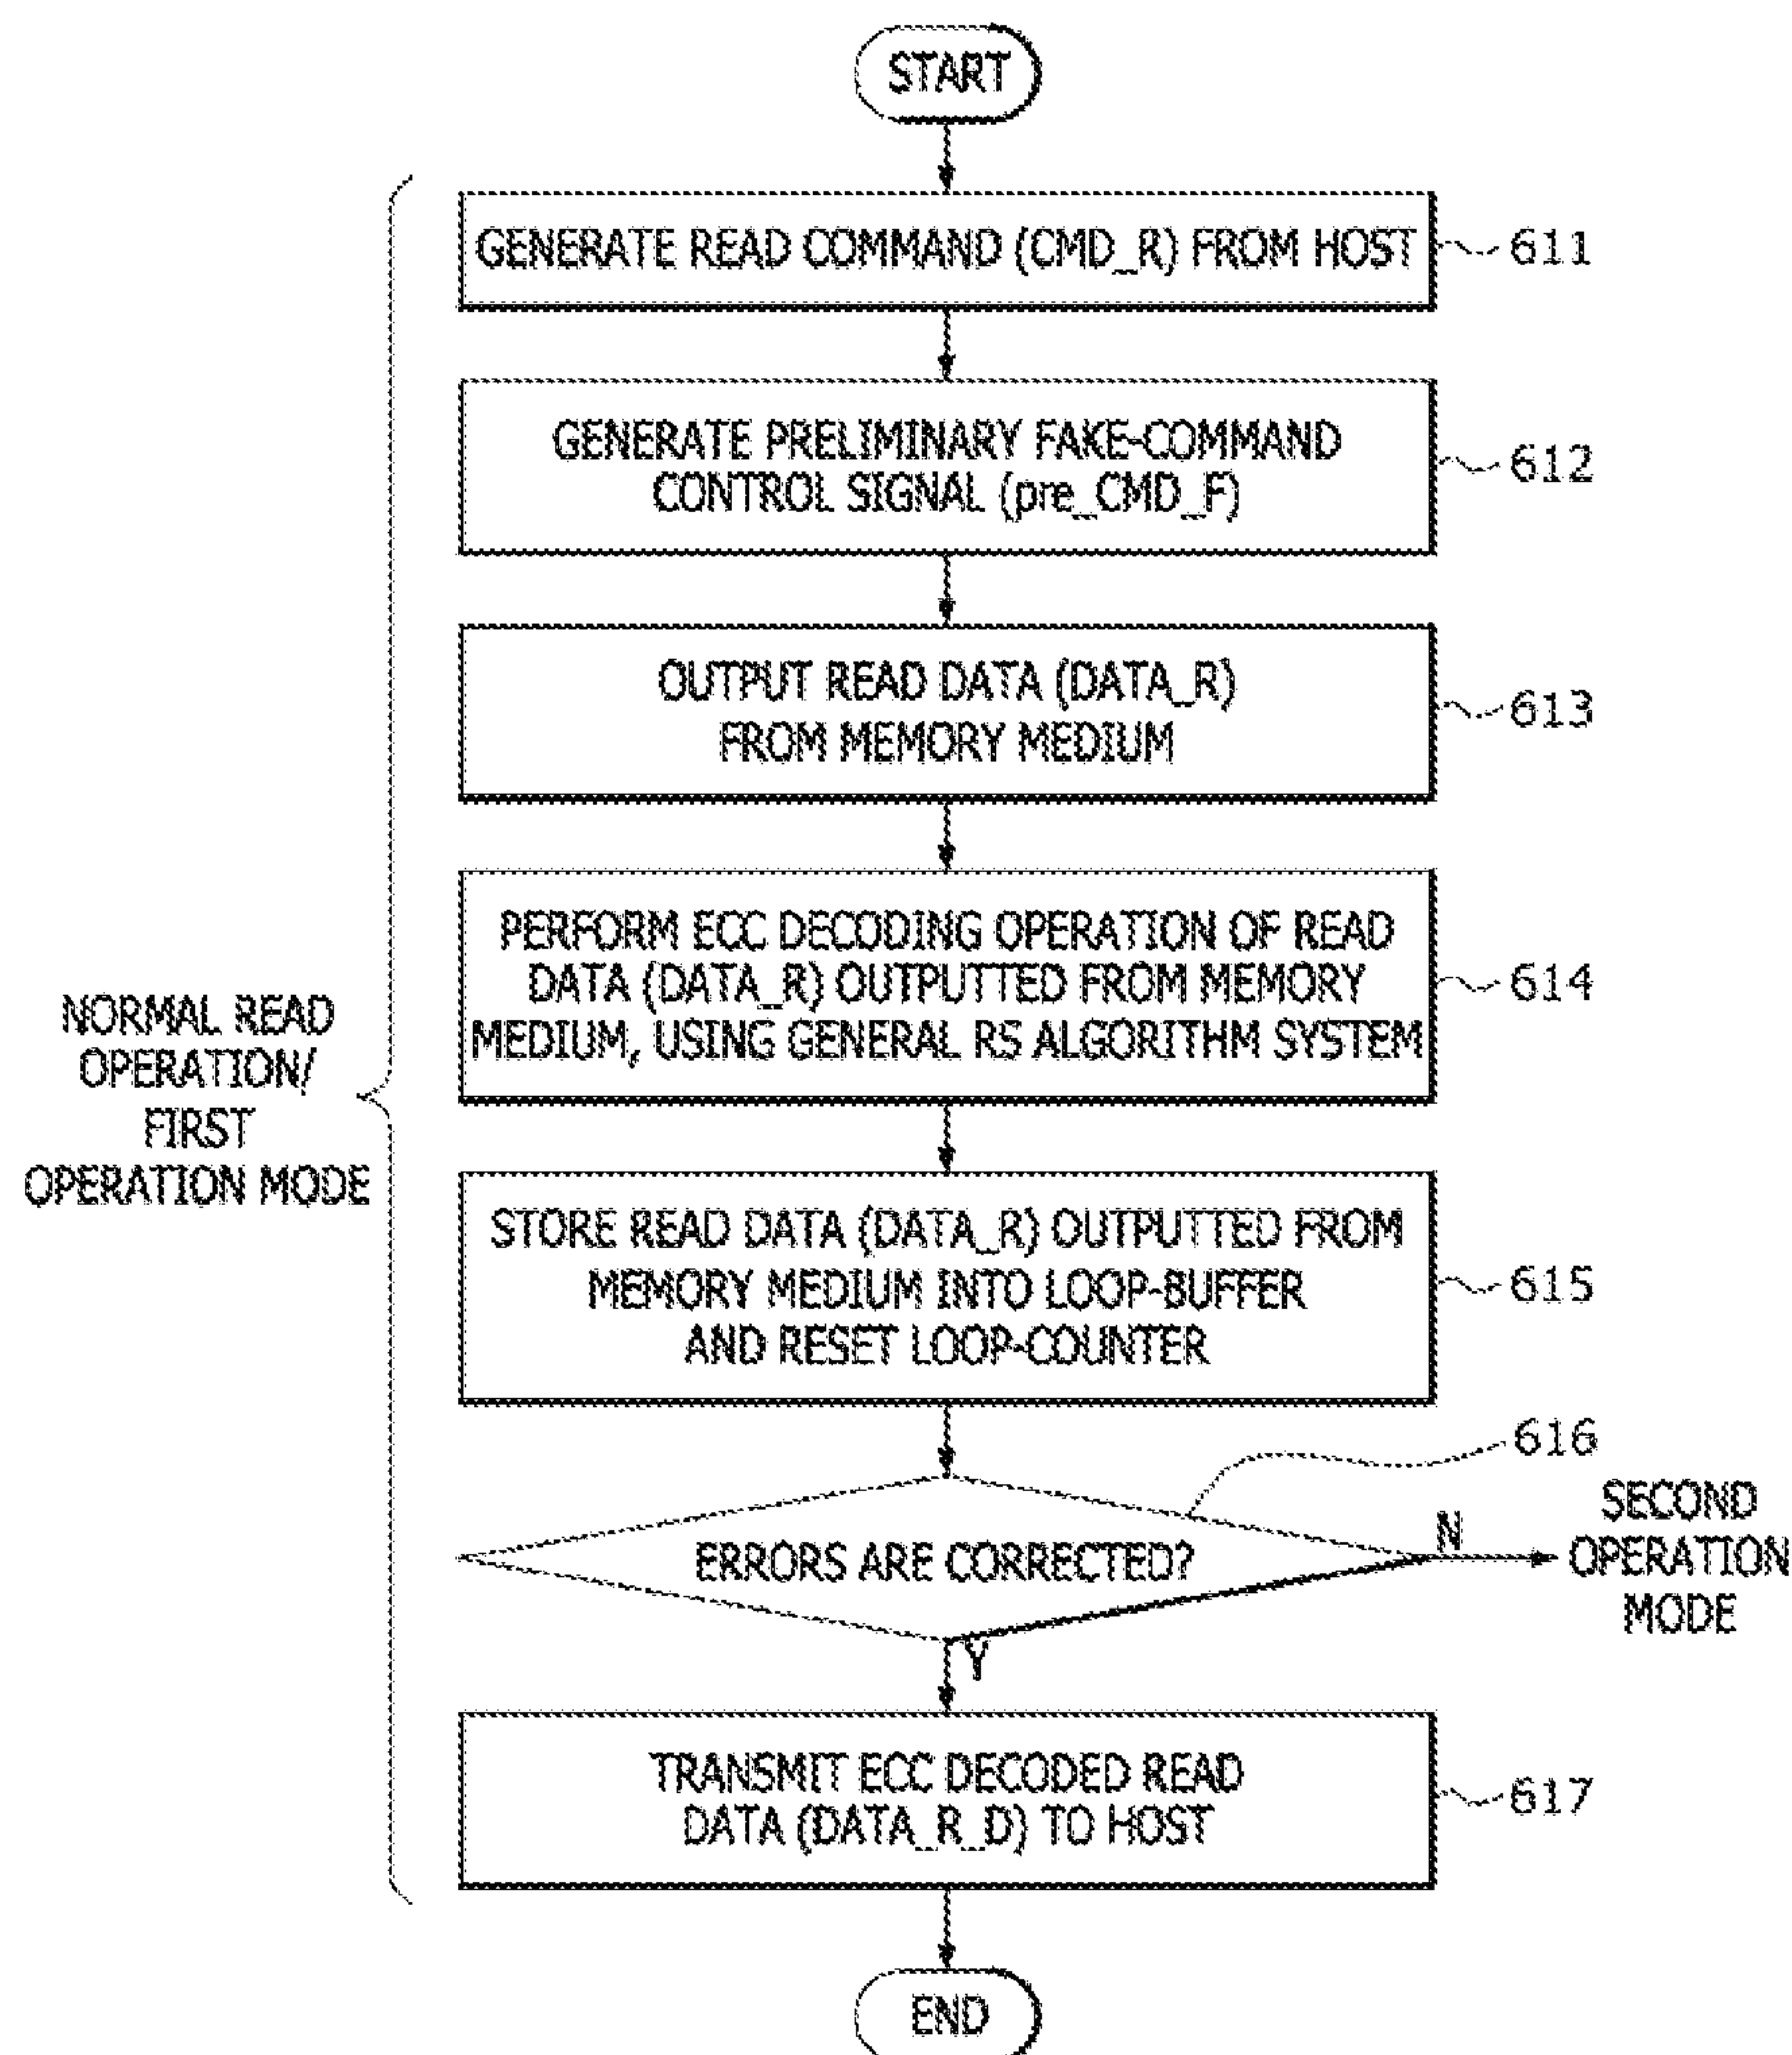 START
GENERATE READ COMMAND (CMD_R) FROM HOST
611
GENERATE PRELIMINARY FAKE-COMMAND
CONTROL SIGNAL (pre_CMD_F)
612
OUTPUT READ DATA (DATA_R)
FROM MEMORY MEDIUM
613
PERFORM ECC DECODING OPERATION OF READ
DATA (DATA_R) OUTPUTTED FROM MEMORY
MEDIUM, USING GENERAL RS ALGORITHM SYSTEM
614
NORMAL READ
OPERATION/
FIRST
OPERATION MODE
STORE READ DATA (DATA_R) OUTPUTTED FROM
MEMORY MEDIUM INTO LOOP-BUFFER
AND RESET LOOP-COUNTER
615
616
ERRORS ARE CORRECTED?
N
SECOND
OPERATION
MODE
Y
TRANSMIT ECC DECODED READ
DATA (DATA_R_D) TO HOST
617
END